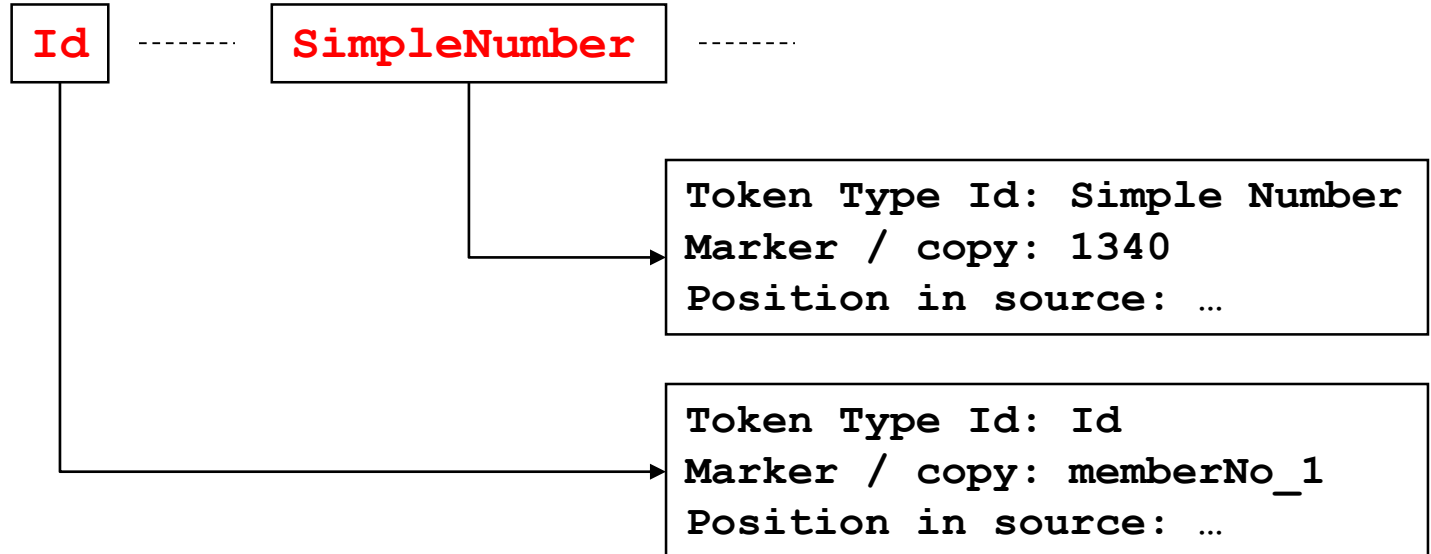 Id SimpleNumber
Token Type Id: Simple Number
Marker / copy: 1340
Position in source: …
Token Type Id: Id
Marker / copy: memberNo_1
Position in source: …